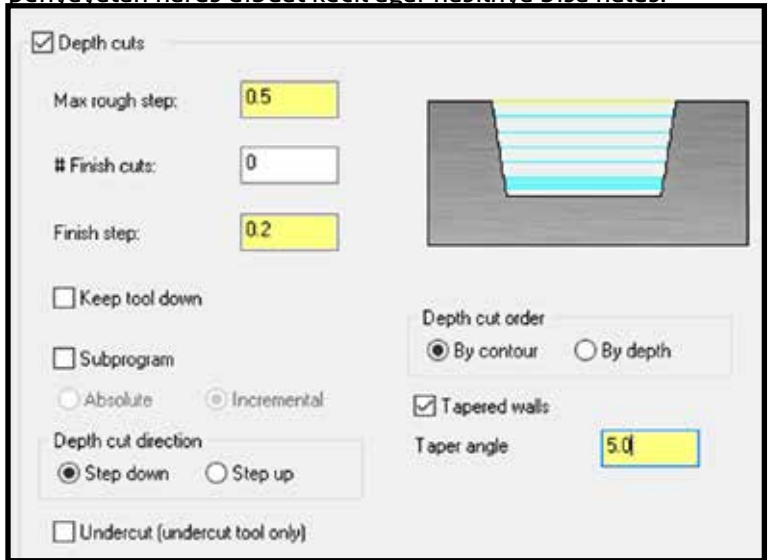 Depth cuts
Max rough step: 0.5
# Finish cuts: 0
Finish step: 0.2
Keep tool down
Subprogram
Absolute Incremental
Depth cut direction
Step down Step up
Undercut (undercut tool only)
Depth cut order
By contour By depth
Tapered walls
Taper angle 5.0